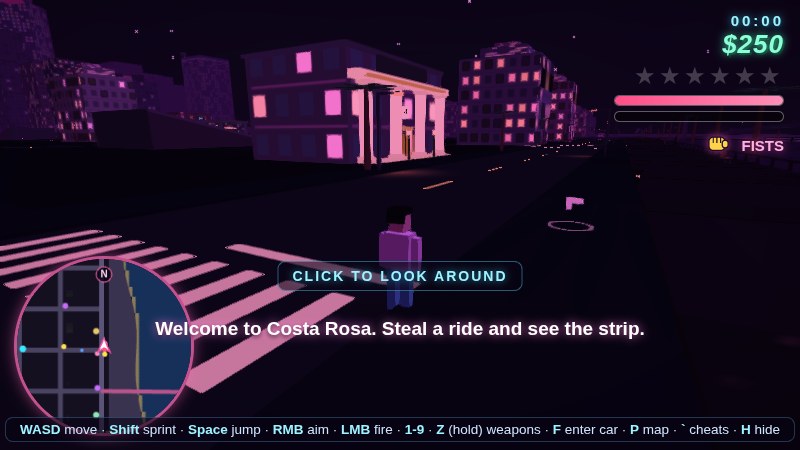 00:00
$250
FISTS
CLICK TO LOOK AROUND
N
Welcome to Costa Rosa. Steal a ride and see the strip.
WASD move · Shift sprint · Space jump · RMB aim · LMB fire · 1-9 · Z (hold) weapons · F enter car · P map · ` cheats · H hide